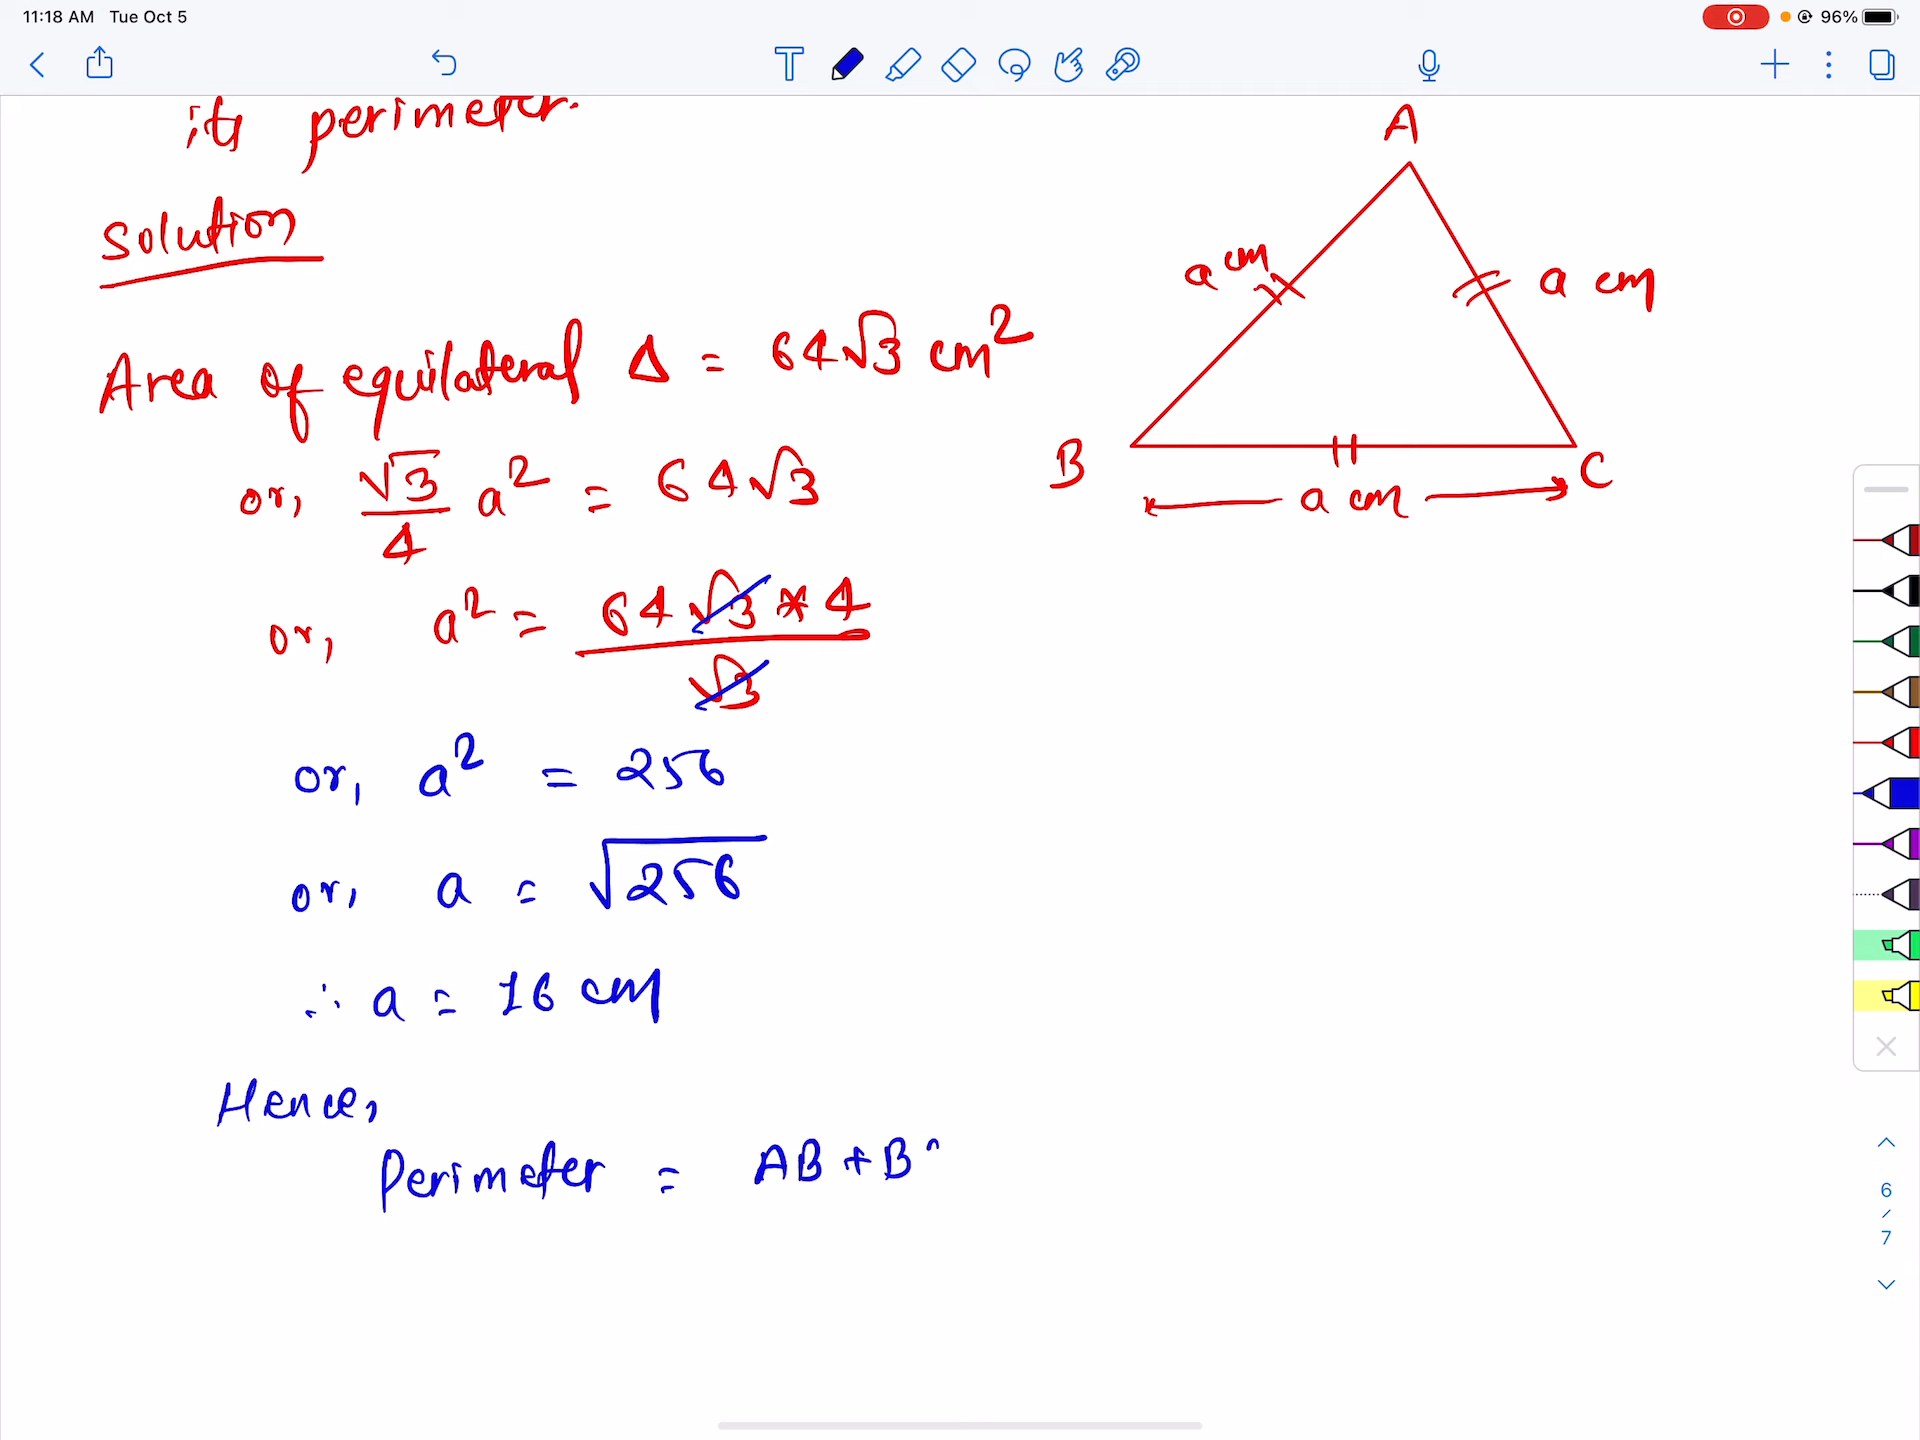 11:18 AM Tue Oct 5
96%
its perimeter.
Solution
Area of equilateral Δ = 64√3 cm²
or, √3/4 a² = 64√3
or, a² = 64√3 * 4 / √3
or, a² = 256
or, a = √256
∴ a = 16 cm
Hence,
Perimeter = AB + B
A
a cm
a cm
B
C
a cm
6
/
7